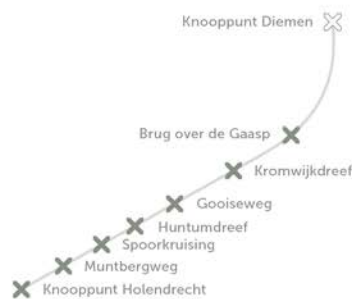 Knooppunt Diemen
Brug over de Gaasp
Kromwijkdreef
Gooiseweg
Huntumdreef
Spoorkruising
Muntbergweg
Knooppunt Holendrecht